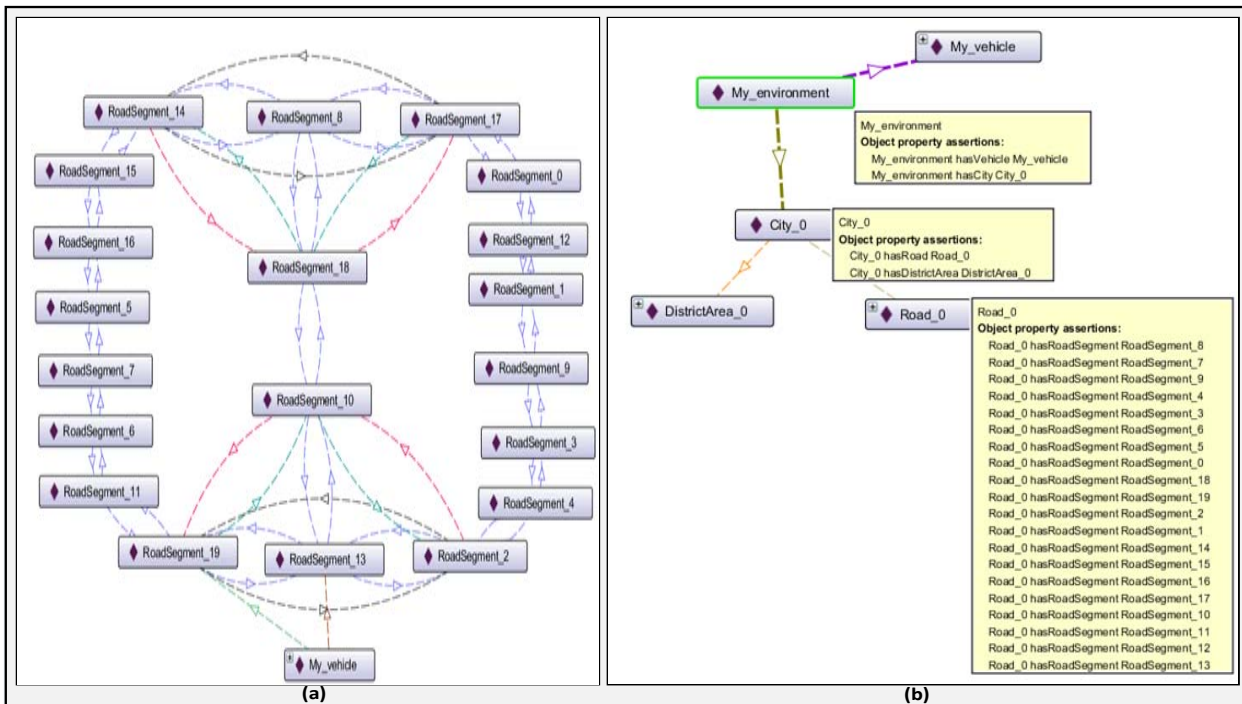 RoadSegment_14
RoadSegment_8
RoadSegment_17
RoadSegment_15
RoadSegment_0
RoadSegment_16
RoadSegment_12
RoadSegment_18
RoadSegment_1
RoadSegment_5
RoadSegment_7
RoadSegment_9
RoadSegment_10
RoadSegment_6
RoadSegment_3
RoadSegment_11
RoadSegment_4
RoadSegment_19
RoadSegment_13
RoadSegment_2
My_vehicle
(a)
My_vehicle
My_environment
My_environment
Object property assertions:
My_environment hasVehicle My_vehicle
My_environment hasCity City_0
City_0
City_0
Object property assertions:
City_0 hasRoad Road_0
City_0 hasDistrictArea DistrictArea_0
DistrictArea_0
Road_0
Road_0
Object property assertions:
Road_0 hasRoadSegment RoadSegment_8
Road_0 hasRoadSegment RoadSegment_7
Road_0 hasRoadSegment RoadSegment_9
Road_0 hasRoadSegment RoadSegment_4
Road_0 hasRoadSegment RoadSegment_3
Road_0 hasRoadSegment RoadSegment_6
Road_0 hasRoadSegment RoadSegment_5
Road_0 hasRoadSegment RoadSegment_0
Road_0 hasRoadSegment RoadSegment_18
Road_0 hasRoadSegment RoadSegment_19
Road_0 hasRoadSegment RoadSegment_2
Road_0 hasRoadSegment RoadSegment_1
Road_0 hasRoadSegment RoadSegment_14
Road_0 hasRoadSegment RoadSegment_15
Road_0 hasRoadSegment RoadSegment_16
Road_0 hasRoadSegment RoadSegment_17
Road_0 hasRoadSegment RoadSegment_10
Road_0 hasRoadSegment RoadSegment_11
Road_0 hasRoadSegment RoadSegment_12
Road_0 hasRoadSegment RoadSegment_13
(b)